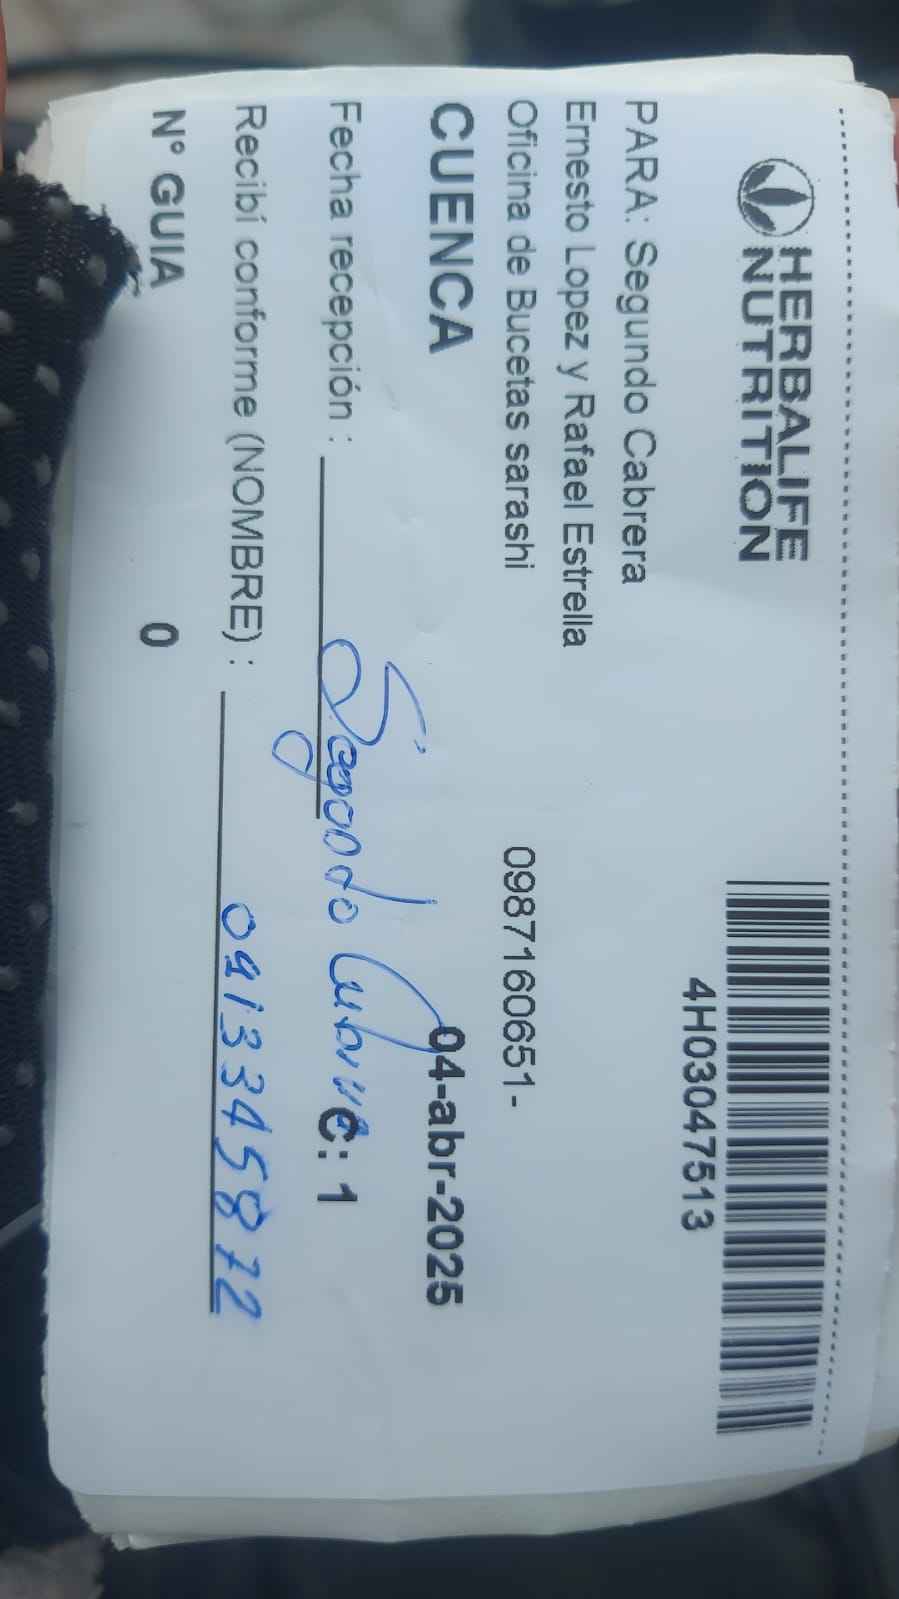 HERBALIFE
NUTRITION
4H03047513
PARA: Segundo Cabrera
Ernesto Lopez y Rafael Estrella
Oficina de Bucetas sarashi 0987160651-
CUENCA 04-abr-2025
Fecha recepción : Segundo Cabrera C: 1
Recibí conforme (NOMBRE) : 0913345872
N° GUIA 0